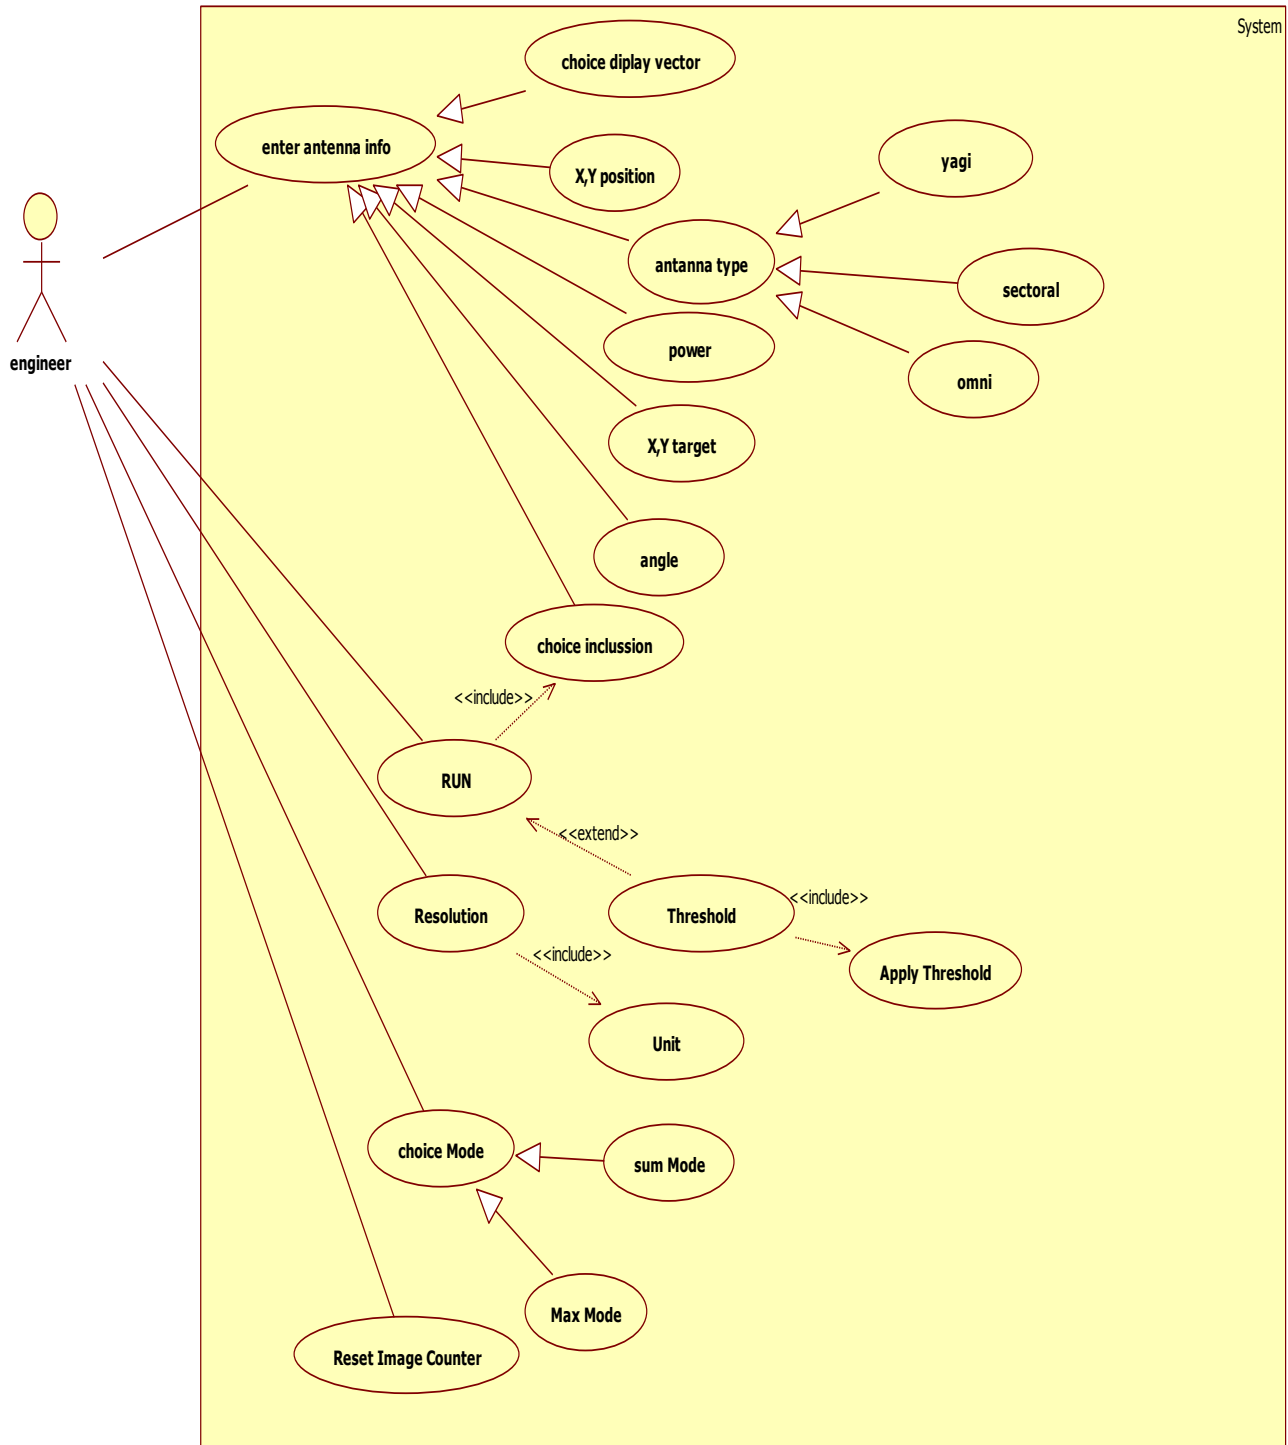 System
choice diplay vector
enter antenna info
yagi
X,Y position
antanna type
sectoral
power
engineer
omni
X,Y target
angle
choice inclussion
<<include>>
RUN
<<extend>>
<<include>>
Resolution
Threshold
<<include>>
Apply Threshold
Unit
choice Mode
sum Mode
Max Mode
Reset Image Counter